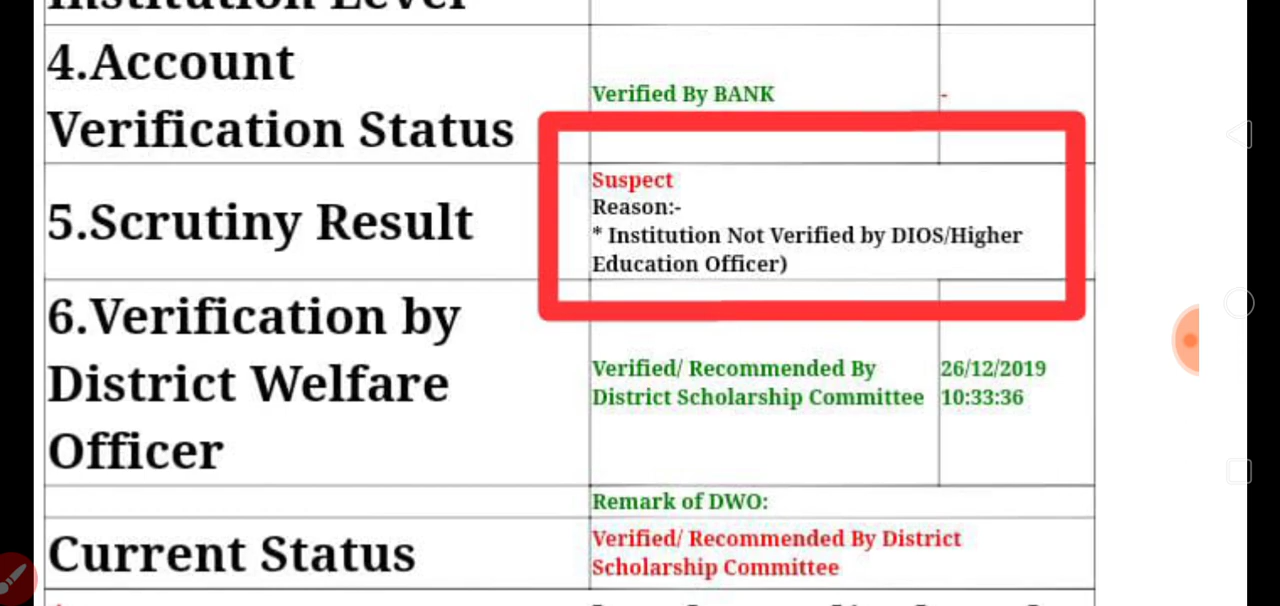 Institution Level
4.Account
Verification Status
Verified By BANK
-
5.Scrutiny Result
Suspect
Reason:-
* Institution Not Verified by DIOS/Higher
Education Officer)
6.Verification by
District Welfare
Officer
Verified/ Recommended By
District Scholarship Committee
26/12/2019
10:33:36
Remark of DWO:
Current Status
Verified/ Recommended By District
Scholarship Committee